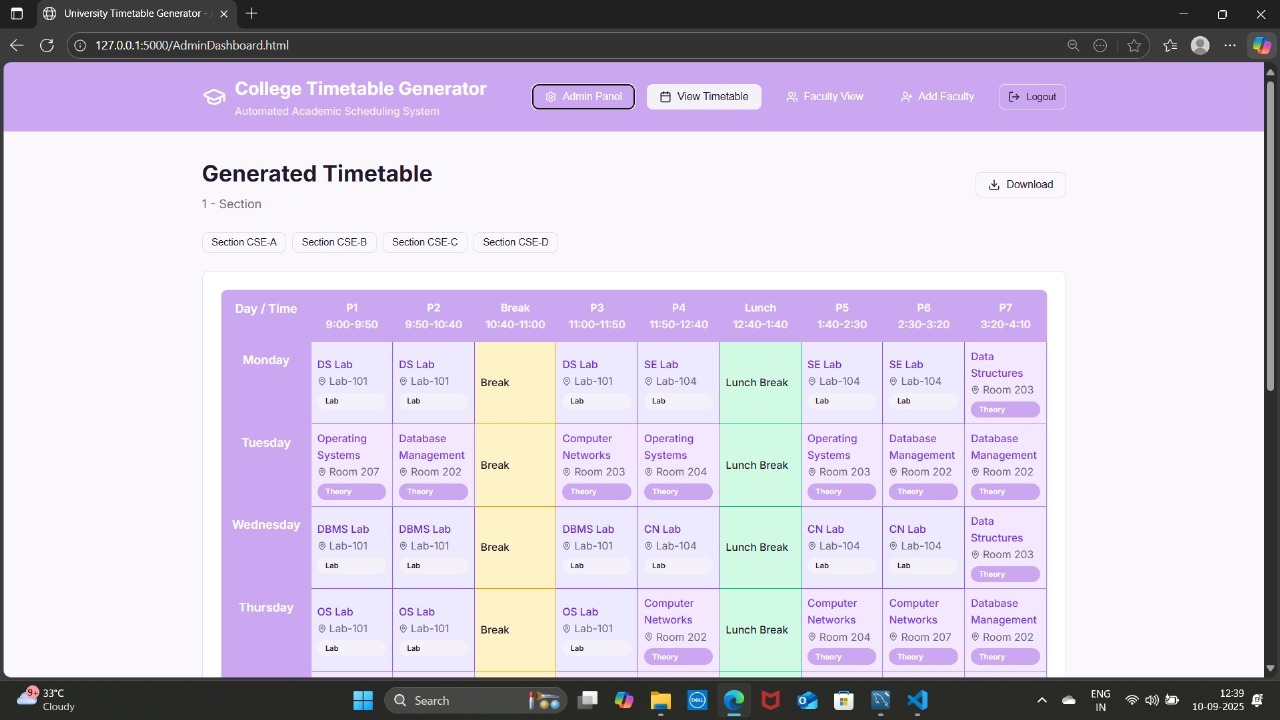 University Timetable Generator -
127.0.0.1:5000/AdminDashboard.html
College Timetable Generator
Automated Academic Scheduling System
Admin Panel
View Timetable
Faculty View
Add Faculty
Logout
Generated Timetable
1 - Section
Download
Section CSE-A
Section CSE-B
Section CSE-C
Section CSE-D
Day / Time P1 P2 Break P3 P4 Lunch P5 P6 P7
9:00-9:50 9:50-10:40 10:40-11:00 11:00-11:50 11:50-12:40 12:40-1:40 1:40-2:30 2:30-3:20 3:20-4:10
Monday
DS Lab
Lab-101
Lab
DS Lab
Lab-101
Lab
Break
DS Lab
Lab-101
Lab
SE Lab
Lab-104
Lab
Lunch Break
SE Lab
Lab-104
Lab
SE Lab
Lab-104
Lab
Data
Structures
Room 203
Theory
Tuesday
Operating
Systems
Room 207
Theory
Database
Management
Room 202
Theory
Break
Computer
Networks
Room 203
Theory
Operating
Systems
Room 204
Theory
Lunch Break
Operating
Systems
Room 203
Theory
Database
Management
Room 202
Theory
Database
Management
Room 202
Theory
Wednesday
DBMS Lab
Lab-101
Lab
DBMS Lab
Lab-101
Lab
Break
DBMS Lab
Lab-101
Lab
CN Lab
Lab-104
Lab
Lunch Break
CN Lab
Lab-104
Lab
CN Lab
Lab-104
Lab
Data
Structures
Room 203
Theory
Thursday
OS Lab
Lab-101
Lab
OS Lab
Lab-101
Lab
Break
OS Lab
Lab-101
Lab
Computer
Networks
Room 202
Theory
Lunch Break
Computer
Networks
Room 204
Theory
Computer
Networks
Room 207
Theory
Database
Management
Room 202
Theory
9+
33°C
Cloudy
Search
DELL
ENG
IN
12:39
10-09-2025